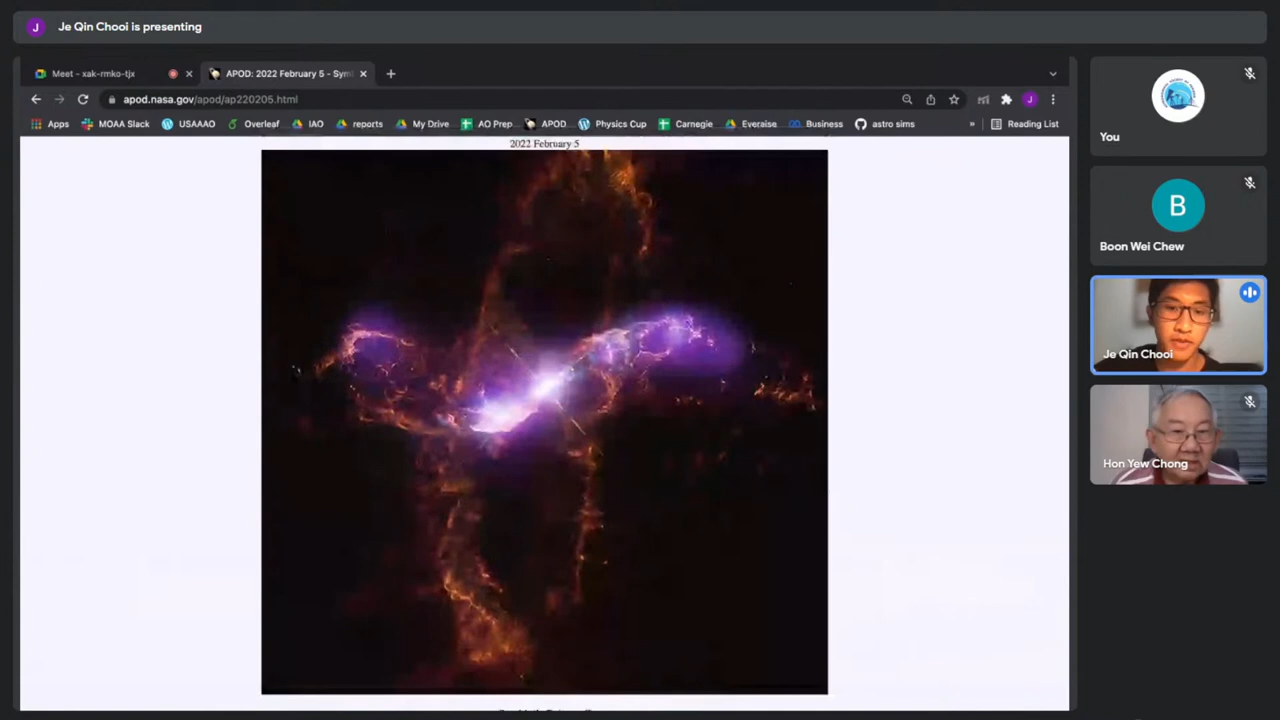 J
Je Qin Chooi is presenting
Meet - xak-rmko-tjx
APOD: 2022 February 5 - Sym
apod.nasa.gov/apod/ap220205.html
J
Apps
MOAA Slack
USAAAO
Overleaf
IAO
reports
My Drive
AO Prep
APOD
Physics Cup
Carnegie
Everaise
Business
astro sims
»
Reading List
2022 February 5
You
B
Boon Wei Chew
Je Qin Chooi
Hon Yew Chong